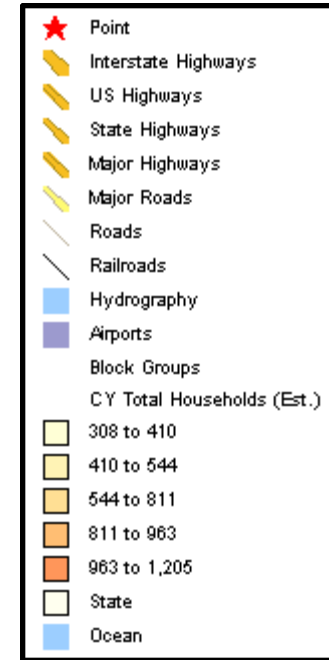 Point
Interstate Highways
US Highways
State Highways
Major Highways
Major Roads
Roads
Railroads
Hydrography
Airports
Block Groups
CY Total Households (Est.)
308 to 410
410 to 544
544 to 811
811 to 963
963 to 1,205
State
Ocean